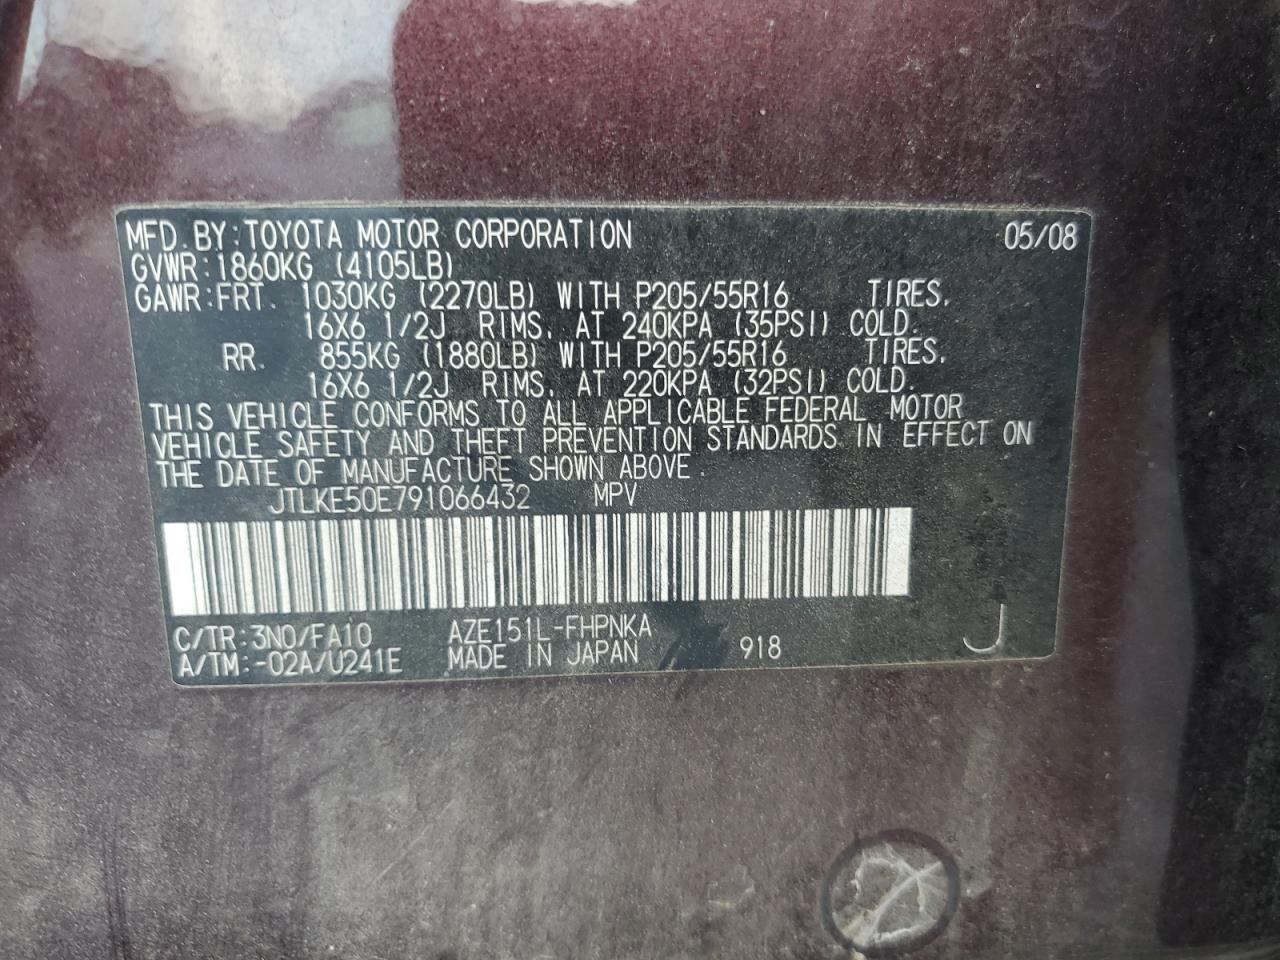 MFD. BY: TOYOTA MOTOR CORPORATION 05/08
GVWR: 1860KG (4105LB)
GAWR: FRT. 1030KG (2270LB) WITH P205/55R16 TIRES,
16X6 1/2J RIMS, AT 240KPA (35PSI) COLD.
RR. 855KG (1880LB) WITH P205/55R16 TIRES,
16X6 1/2J RIMS, AT 220KPA (32PSI) COLD.
THIS VEHICLE CONFORMS TO ALL APPLICABLE FEDERAL MOTOR
VEHICLE SAFETY AND THEFT PREVENTION STANDARDS IN EFFECT ON
THE DATE OF MANUFACTURE SHOWN ABOVE.
JTLKE50E791066432 MPV
C/TR: 3N0/FA10 AZE151L-FHPNKA
A/TM: -02A/U241E MADE IN JAPAN 918 J